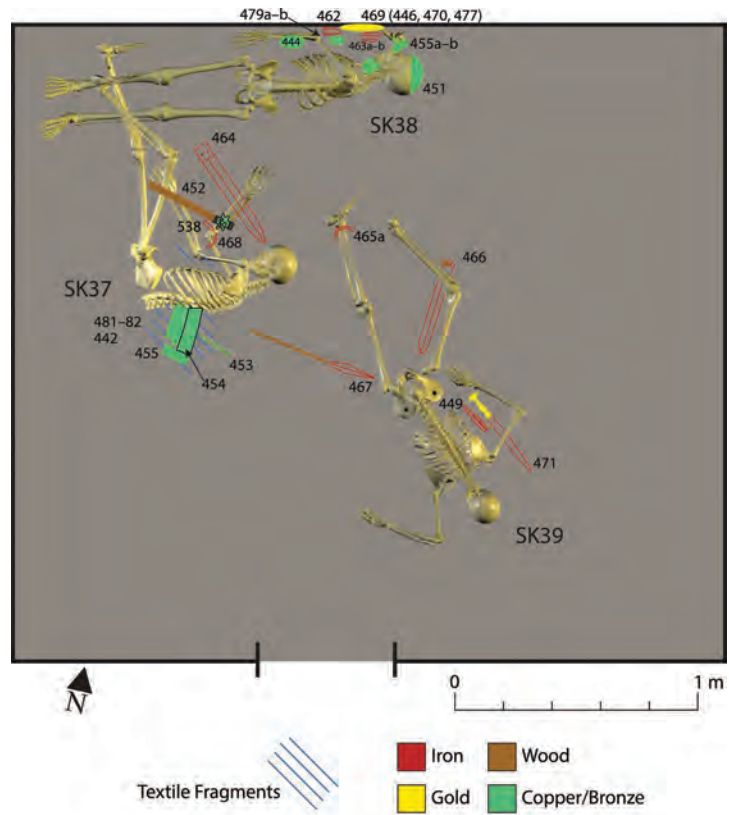 479a–b
462
469 (446, 470, 477)
444
463a–b
455a–b
451
SK38
464
452
538
468
465a
466
SK37
481–82
442
455
453
454
467
449
471
SK39
N
0
1 m
Textile Fragments
Iron
Wood
Gold
Copper/Bronze